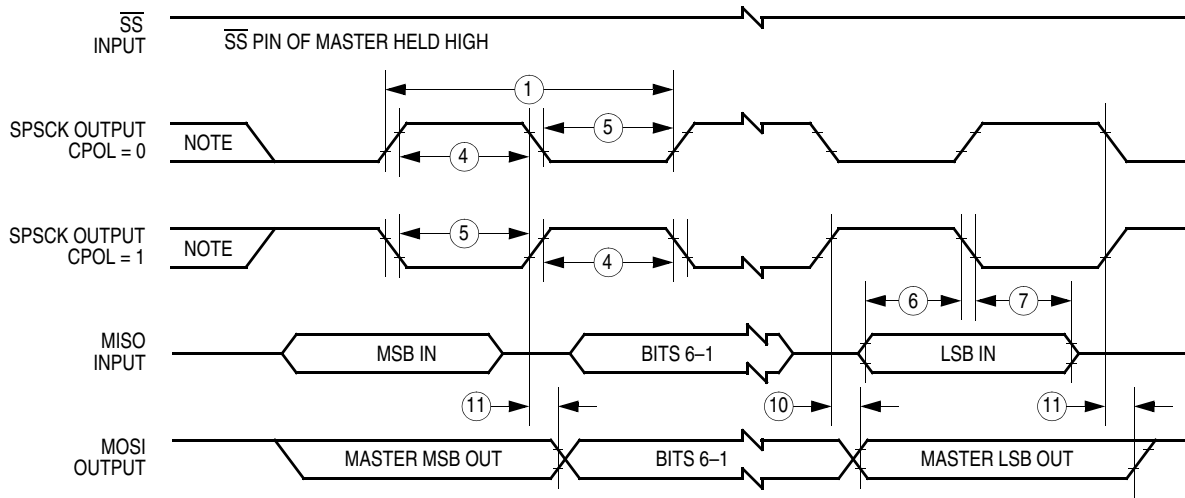 SS
INPUT
SS PIN OF MASTER HELD HIGH
1
SPSCK OUTPUT
CPOL = 0
NOTE
5
4
SPSCK OUTPUT
CPOL = 1
NOTE
5
4
6
7
MISO
INPUT
MSB IN
BITS 6–1
LSB IN
11
10
11
MOSI
OUTPUT
MASTER MSB OUT
BITS 6–1
MASTER LSB OUT